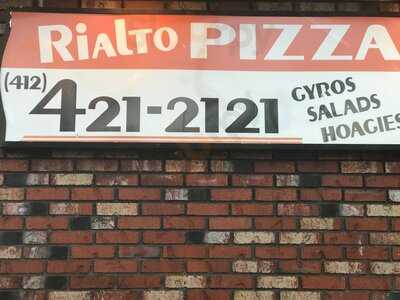 RiALTO PIZZA
(412) 421-2121
GYROS
SALADS
HOAGIES